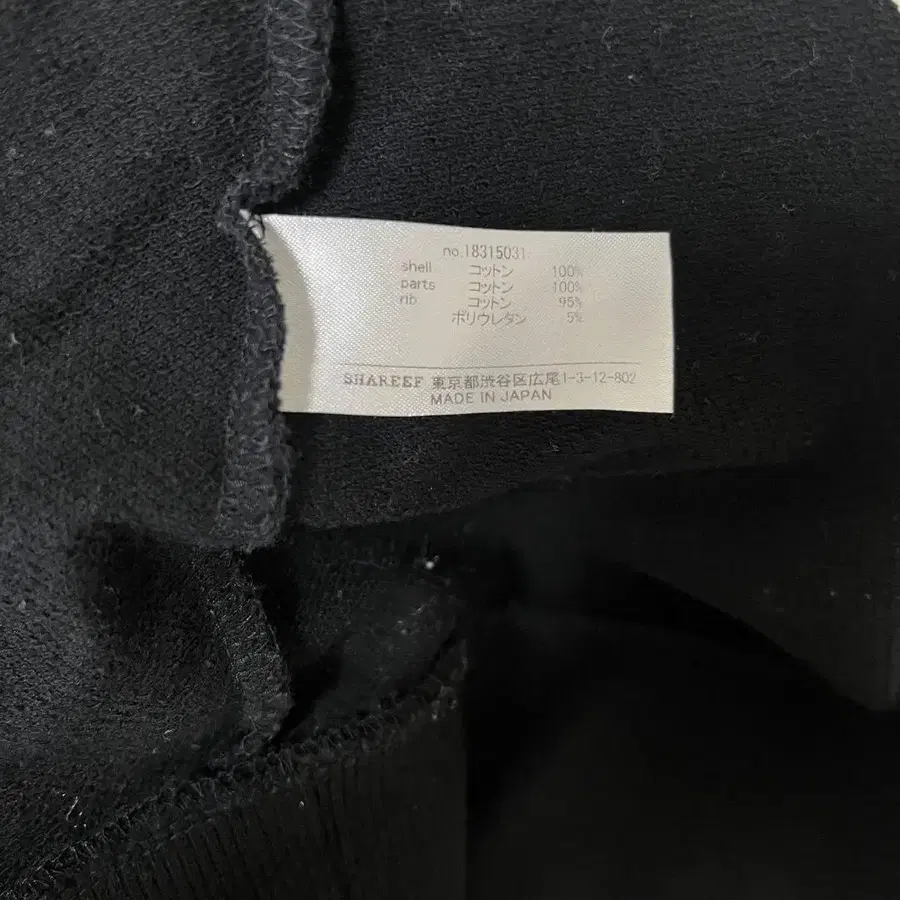 no.18315031
shell コットン 100%
parts コットン 100%
rib コットン 95%
ポリウレタン 5%
SHAREEF 東京都渋谷区広尾1-3-12-802
MADE IN JAPAN